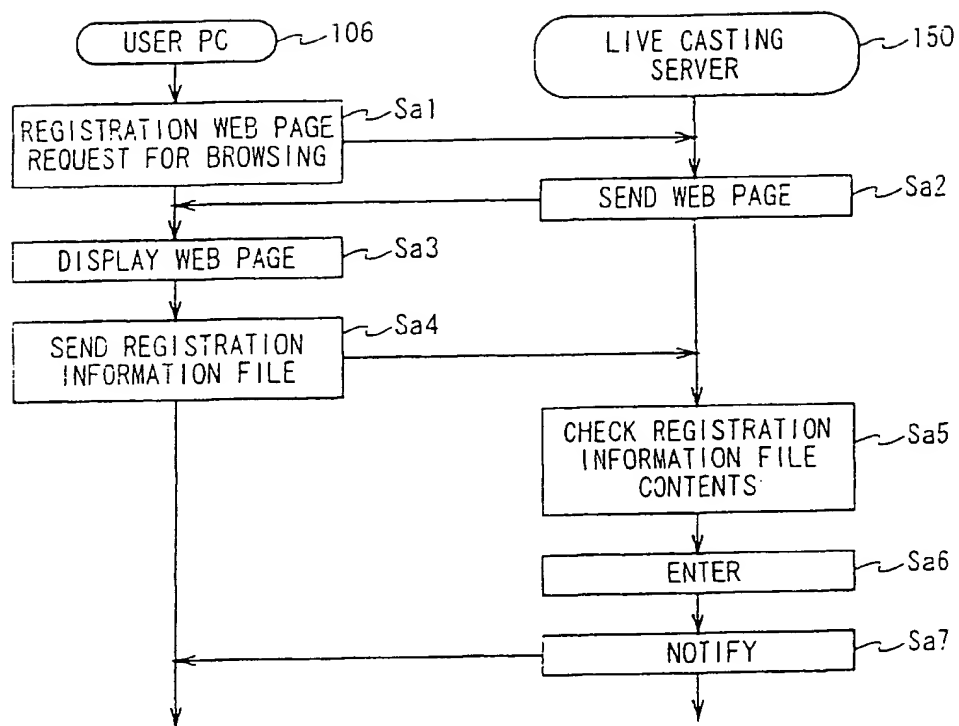 USER PC
106
LIVE CASTING
SERVER
150
REGISTRATION WEB PAGE
REQUEST FOR BROWSING
Sa1
SEND WEB PAGE
Sa2
DISPLAY WEB PAGE
Sa3
SEND REGISTRATION
INFORMATION FILE
Sa4
CHECK REGISTRATION
INFORMATION FILE
CONTENTS
Sa5
ENTER
Sa6
NOTIFY
Sa7